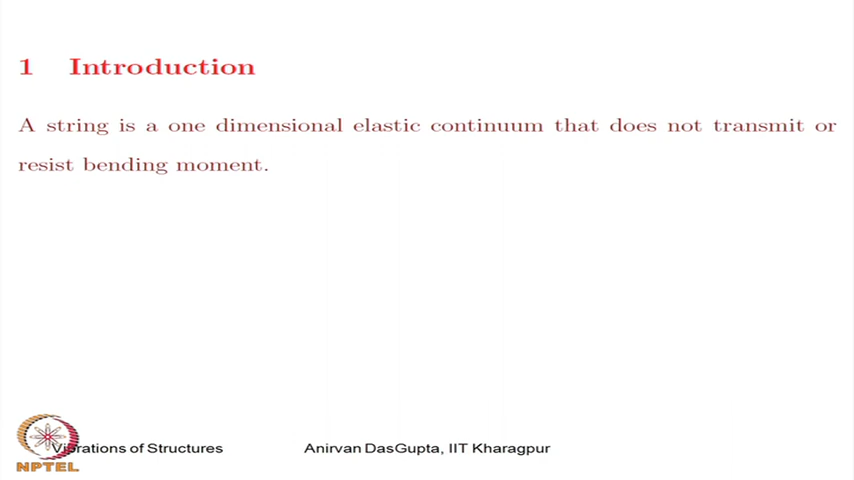 1 Introduction
A string is a one dimensional elastic continuum that does not transmit or
resist bending moment.
Vibrations of Structures Anirvan DasGupta, IIT Kharagpur
NPTEL